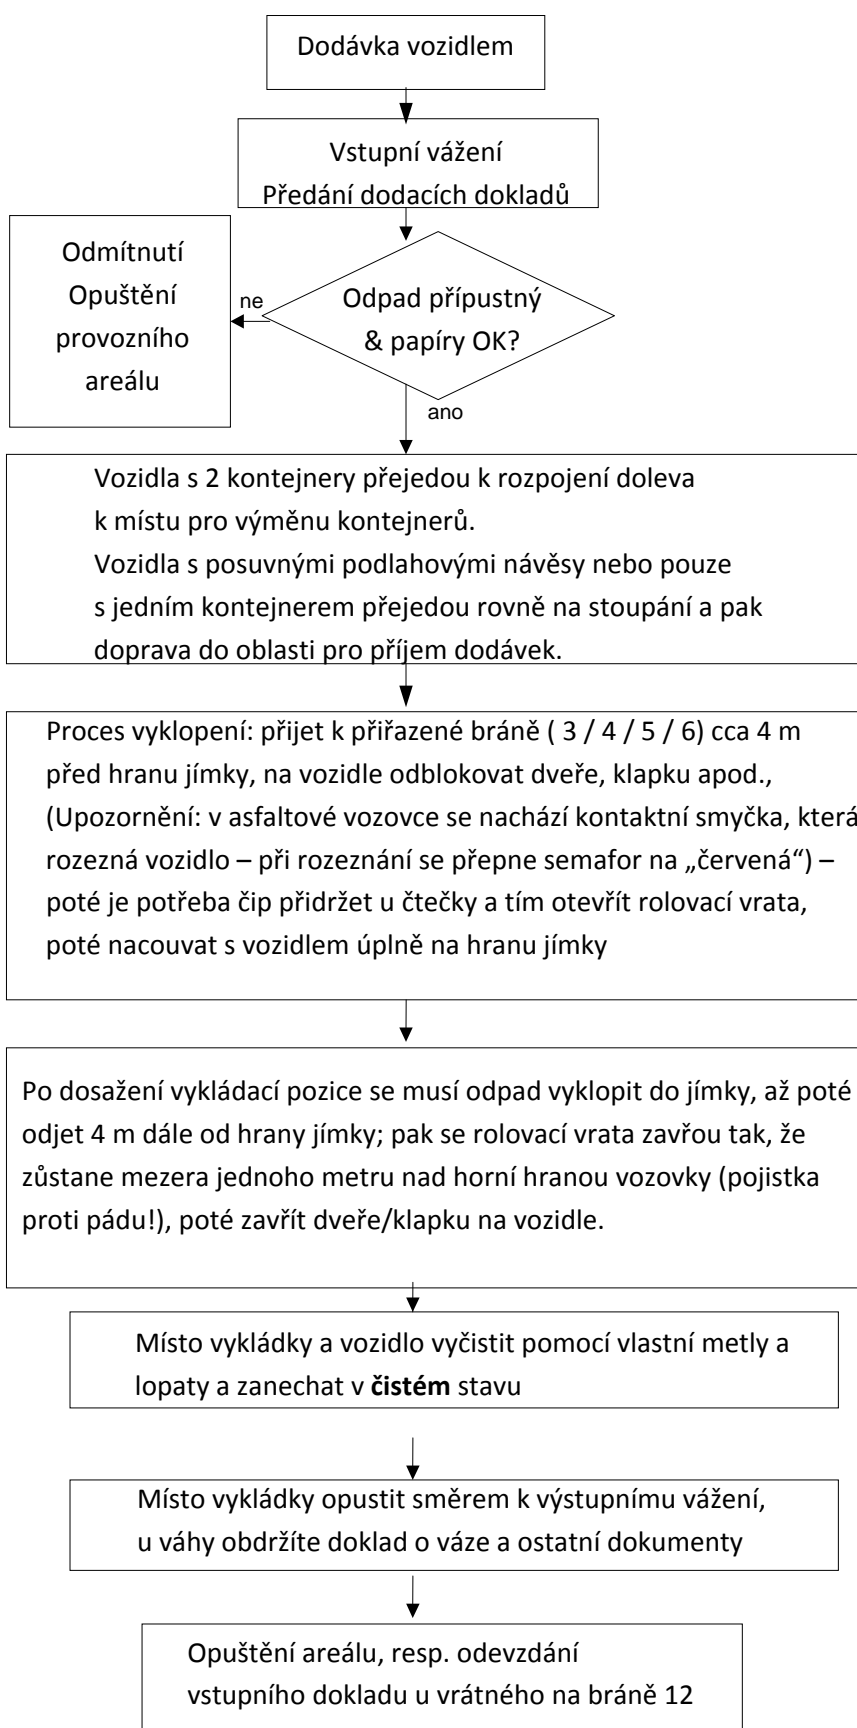 Dodávka vozidlem
Vstupní vážení
Předání dodacích dokladů
Odmítnutí
Opuštění
provozního
areálu
ne
Odpad přípustný
& papíry OK?
ano
Vozidla s 2 kontejnery přejedou k rozpojení doleva
k místu pro výměnu kontejnerů.
Vozidla s posuvnými podlahovými návěsy nebo pouze
s jedním kontejnerem přejedou rovně na stoupání a pak
doprava do oblasti pro příjem dodávek.
Proces vyklopení: přijet k přiřazené bráně ( 3 / 4 / 5 / 6) cca 4 m
před hranu jímky, na vozidle odblokovat dveře, klapku apod.,
(Upozornění: v asfaltové vozovce se nachází kontaktní smyčka, která
rozezná vozidlo – při rozeznání se přepne semafor na „červená“) –
poté je potřeba čip přidržet u čtečky a tím otevřít rolovací vrata,
poté nacouvat s vozidlem úplně na hranu jímky
Po dosažení vykládací pozice se musí odpad vyklopit do jímky, až poté
odjet 4 m dále od hrany jímky; pak se rolovací vrata zavřou tak, že
zůstane mezera jednoho metru nad horní hranou vozovky (pojistka
proti pádu!), poté zavřít dveře/klapku na vozidle.
Místo vykládky a vozidlo vyčistit pomocí vlastní metly a
lopaty a zanechat v čistém stavu
Místo vykládky opustit směrem k výstupnímu vážení,
u váhy obdržíte doklad o váze a ostatní dokumenty
Opuštění areálu, resp. odevzdání
vstupního dokladu u vrátného na bráně 12